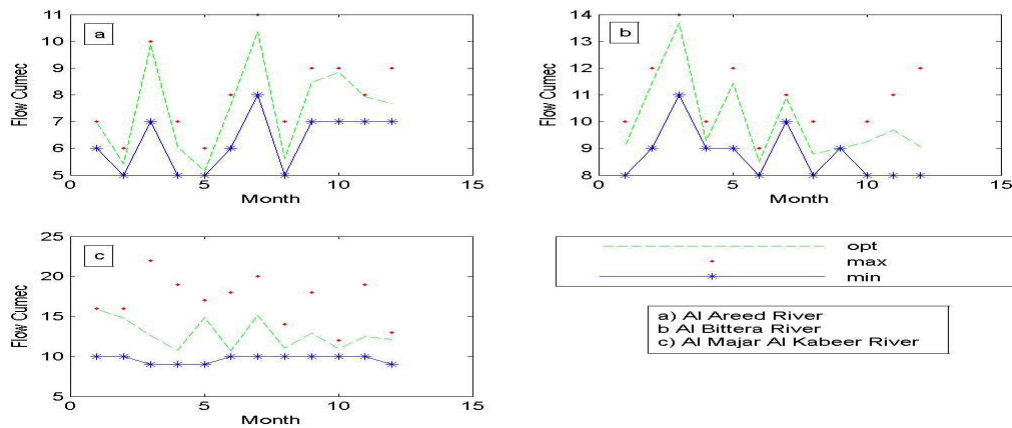 11
10
9
8
7
6
5
Flow Cumec
a
0
5
10
15
Month
14
13
12
11
10
9
8
Flow Cumec
b
0
5
10
15
Month
25
20
15
10
5
Flow Cumec
c
0
5
10
15
Month
opt
max
min
a) Al Areed River
b Al Bittera River
c) Al Majar Al Kabeer River